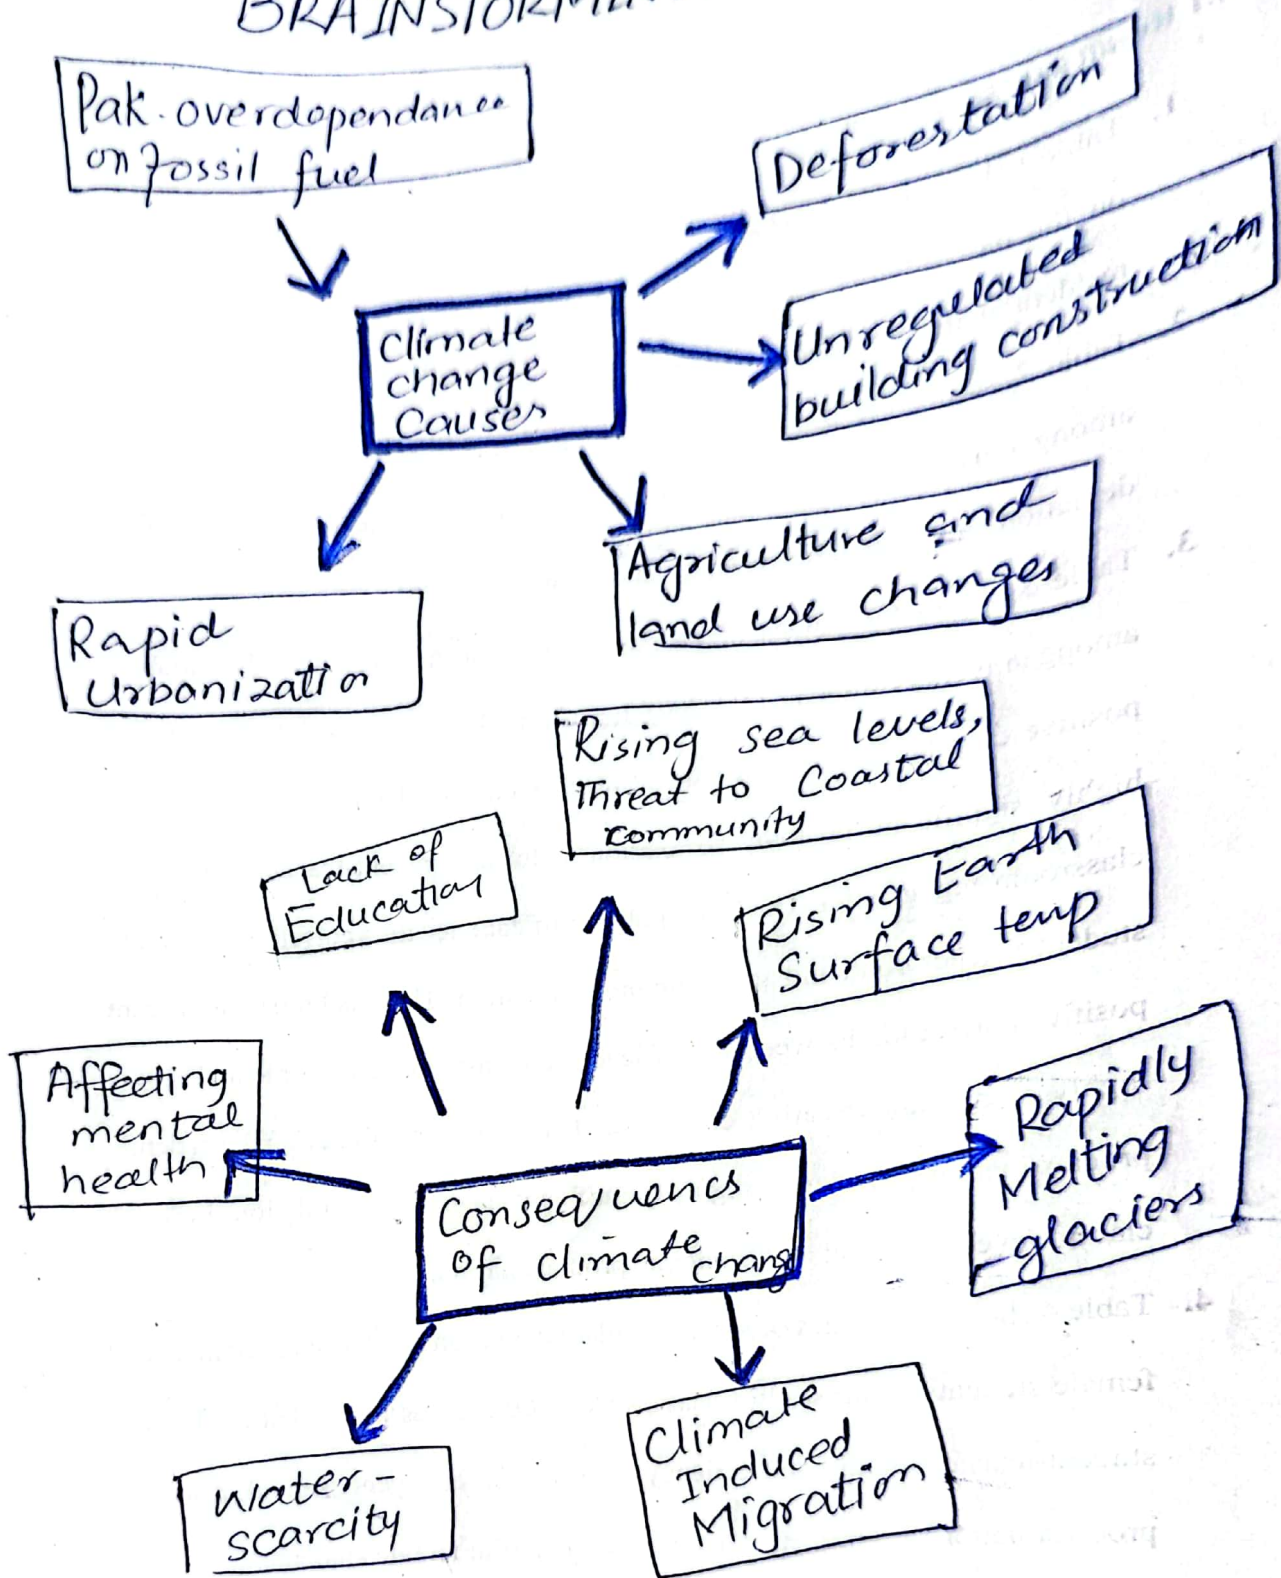 Pak. overdopendance
on fossil fuel
Deforestation
Unregulated
building construction
Climate
change
Causes
Agriculture and
land use changes
Rapid
Urbanization
Rising sea levels,
Threat to Coastal
community
Lack of
Education
Rising Earth
Surface temp
Affecting
mental
health
Rapidly
Melting
glaciers
Consequencs
of climate
change
Water-
scarcity
Climate
Induced
Migration